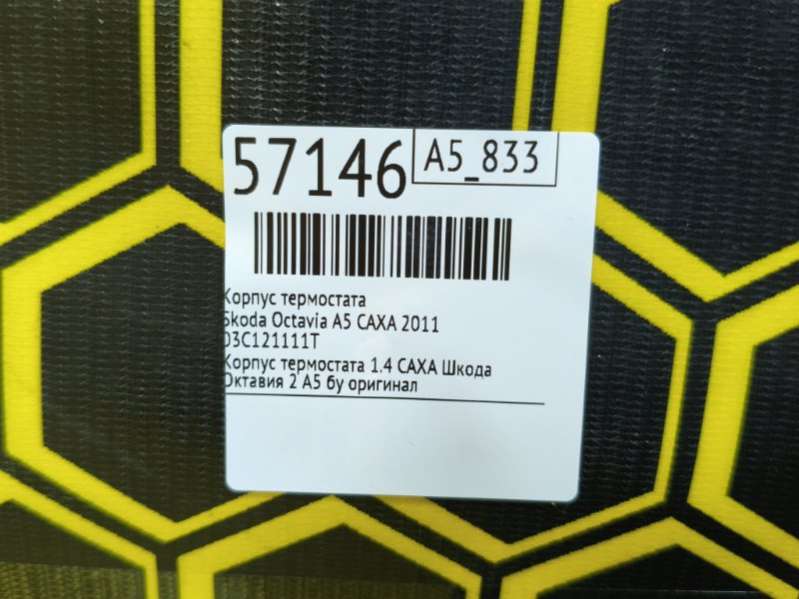 57146
A5_833
Корпус термостата
Skoda Octavia A5 CAXA 2011
03C121111T
Корпус термостата 1.4 CAXA Шкода
Октавия 2 А5 бу оригинал